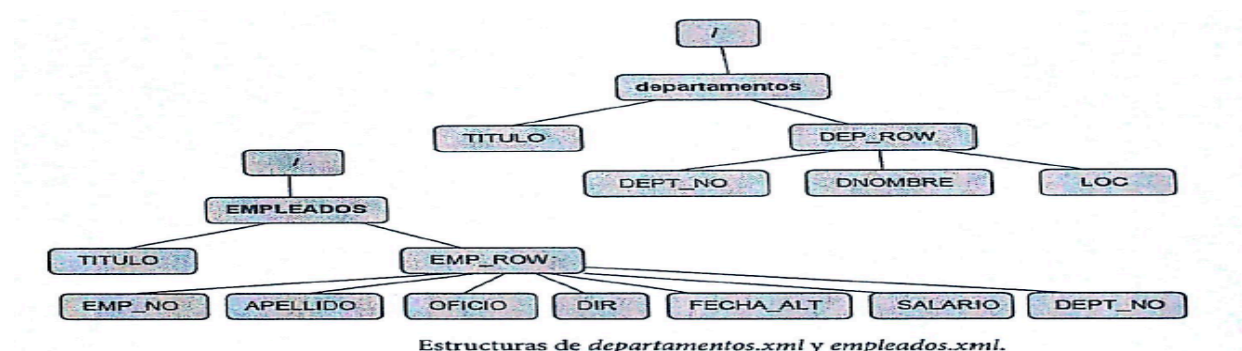 /
departamentos
TITULO DEP_ROW
DEPT_NO DNOMBRE LOC
/
EMPLEADOS
TITULO EMP_ROW
EMP_NO APELLIDO OFICIO DIR FECHA_ALT SALARIO DEPT_NO
Estructuras de departamentos.xml y empleados.xml.